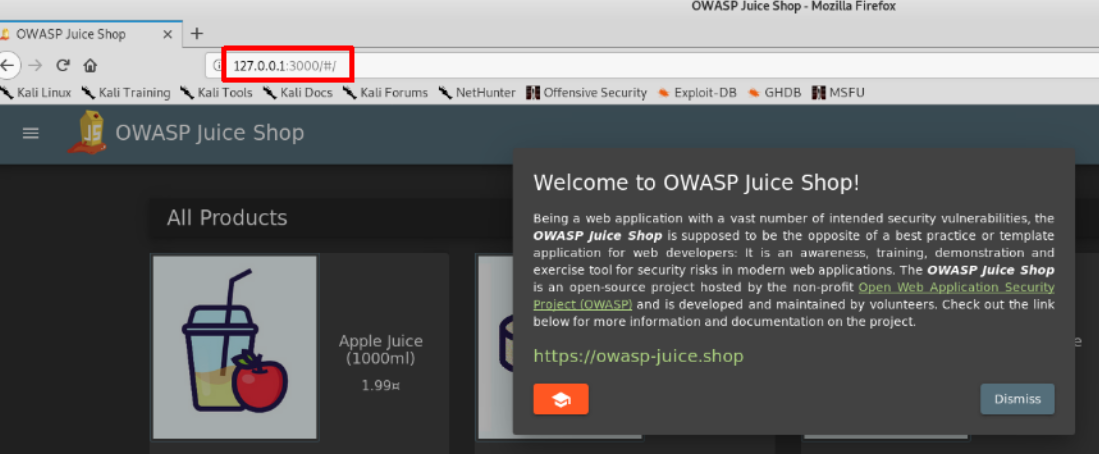 OWASP Juice Shop - Mozilla Firefox
OWASP Juice Shop × +
127.0.0.1:3000/#/
Kali Linux Kali Training Kali Tools Kali Docs Kali Forums NetHunter Offensive Security Exploit-DB GHDB MSFU
JS OWASP Juice Shop
Welcome to OWASP Juice Shop!
All Products
Being a web application with a vast number of intended security vulnerabilities, the
OWASP Juice Shop is supposed to be the opposite of a best practice or template
application for web developers: It is an awareness, training, demonstration and
exercise tool for security risks in modern web applications. The OWASP Juice Shop
is an open-source project hosted by the non-profit Open Web Application Security
Project (OWASP) and is developed and maintained by volunteers. Check out the link
below for more information and documentation on the project.
https://owasp-juice.shop
Apple Juice
(1000ml)
1.99¤
Dismiss